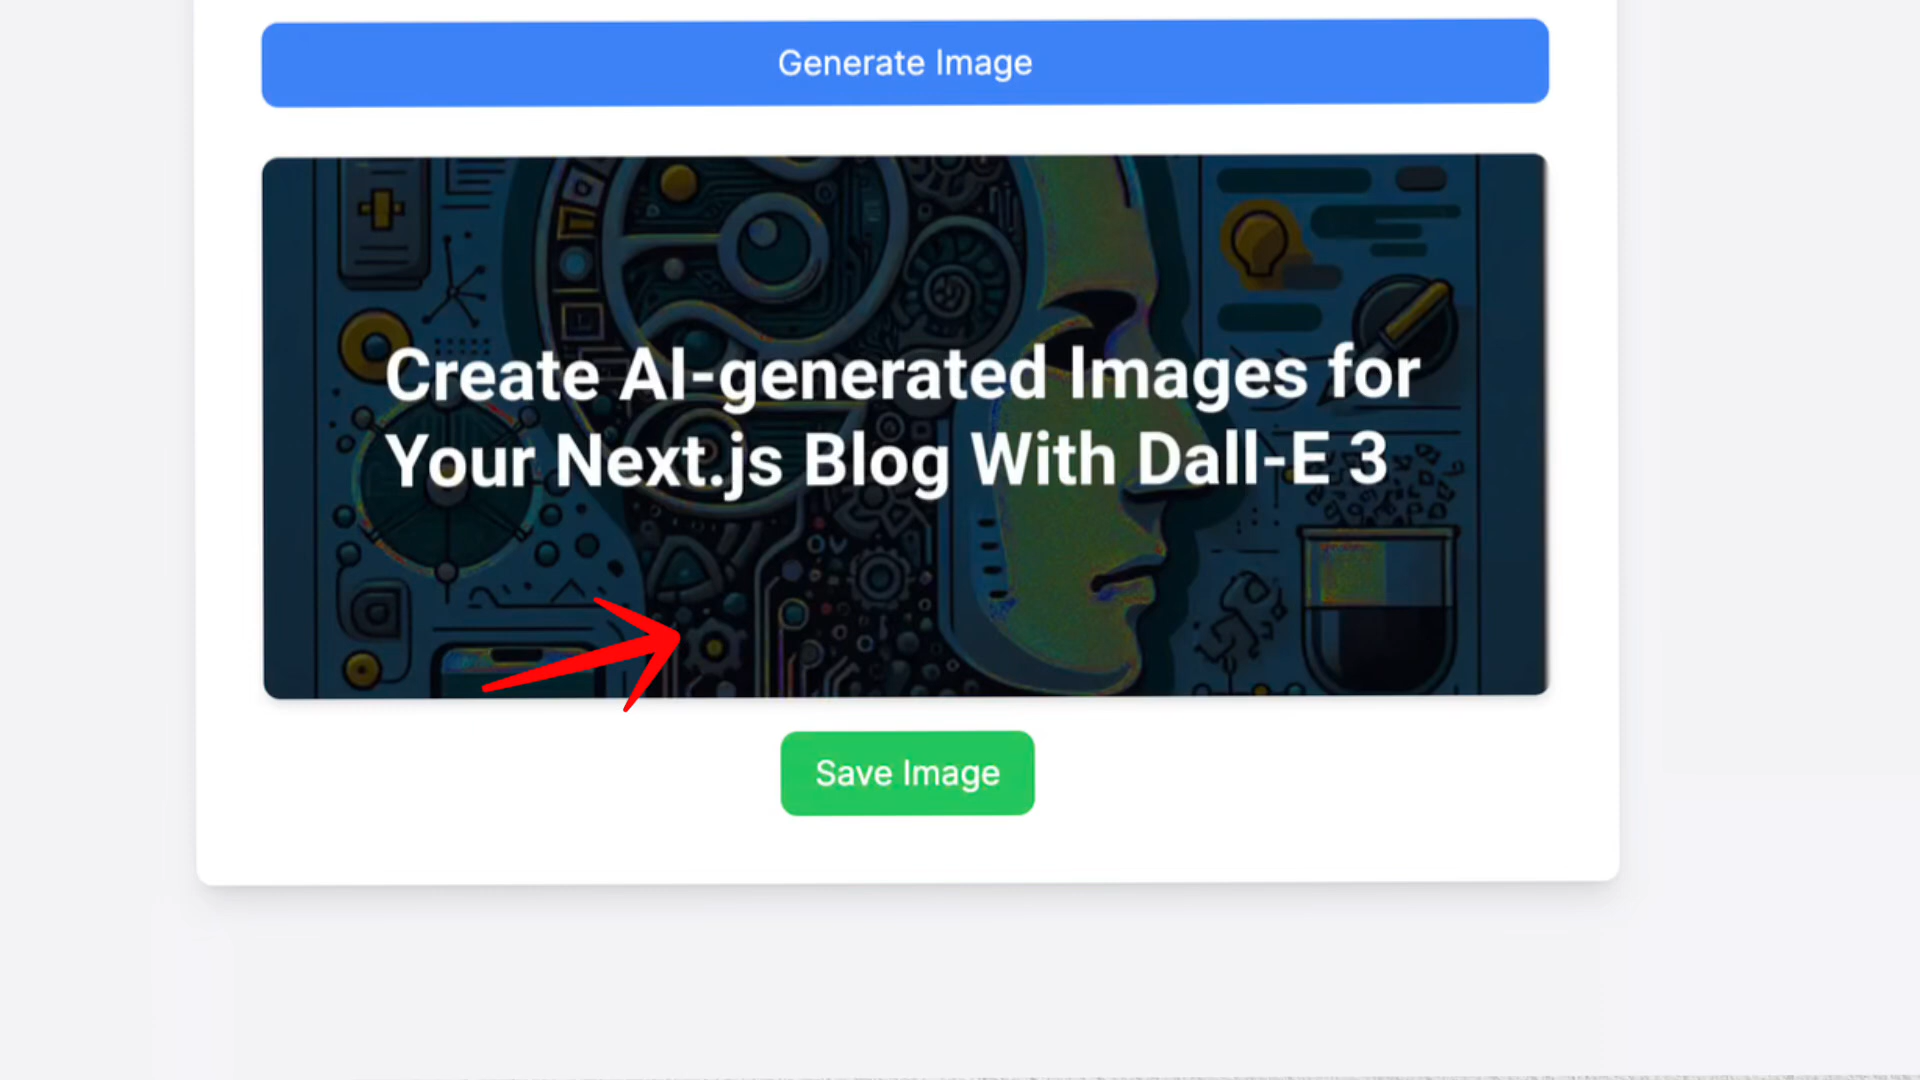 Generate Image
Create AI-generated Images for
Your Next.js Blog With Dall-E 3
Save Image